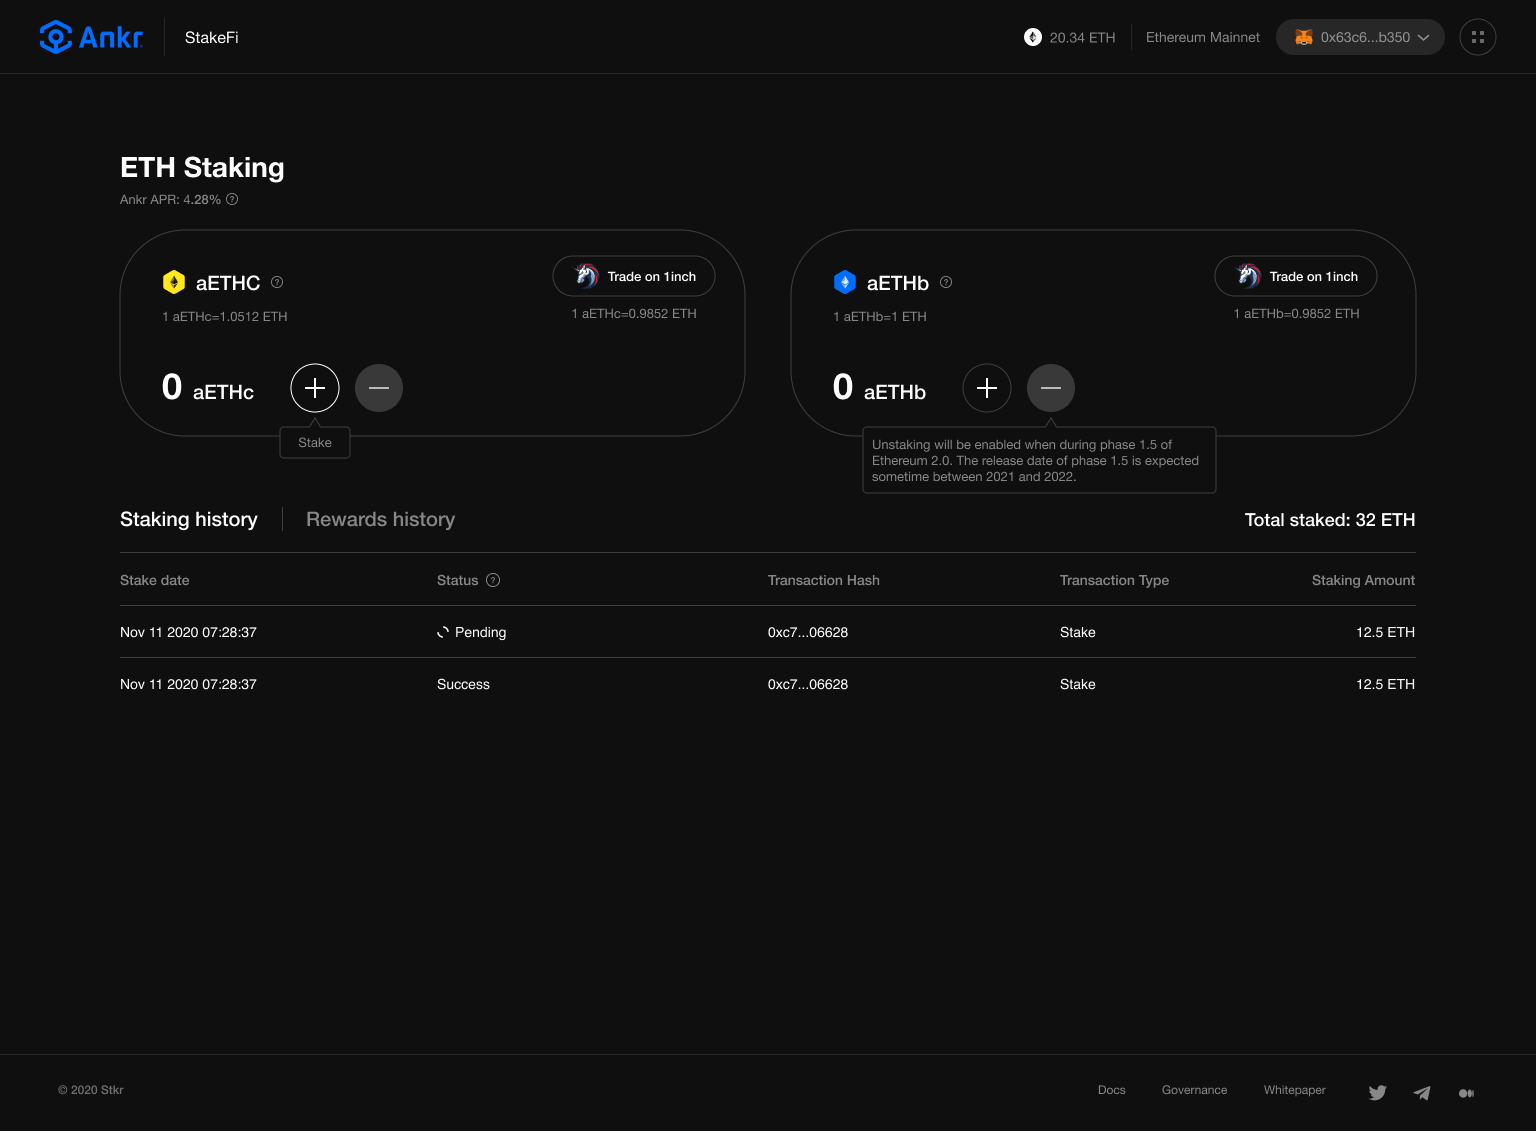 Ankr StakeFi
20.34 ETH Ethereum Mainnet 0x63c6...b350
ETH Staking
Ankr APR: 4.28% ?
aETHC ? Trade on 1inch
1 aETHc=1.0512 ETH 1 aETHc=0.9852 ETH
0 aETHc
Stake
aETHb ? Trade on 1inch
1 aETHb=1 ETH 1 aETHb=0.9852 ETH
0 aETHb
Unstaking will be enabled when during phase 1.5 of
Ethereum 2.0. The release date of phase 1.5 is expected
sometime between 2021 and 2022.
Staking history Rewards history Total staked: 32 ETH
Stake date Status ? Transaction Hash Transaction Type Staking Amount
Nov 11 2020 07:28:37 Pending 0xc7...06628 Stake 12.5 ETH
Nov 11 2020 07:28:37 Success 0xc7...06628 Stake 12.5 ETH
© 2020 Stkr Docs Governance Whitepaper